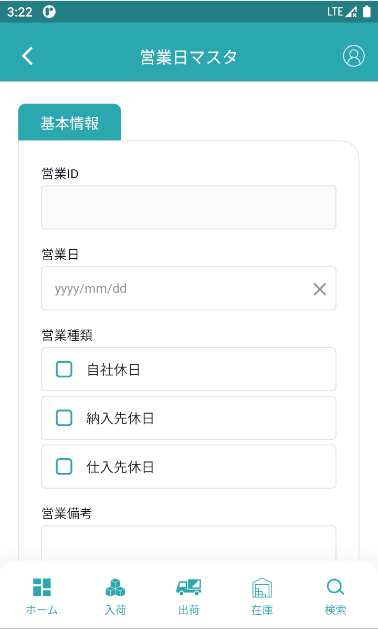 3:22
LTE
営業日マスタ
基本情報
営業ID
営業日
yyyy/mm/dd
営業種類
自社休日
納入先休日
仕入先休日
営業備考
ホーム 入荷 出荷 在庫 検索